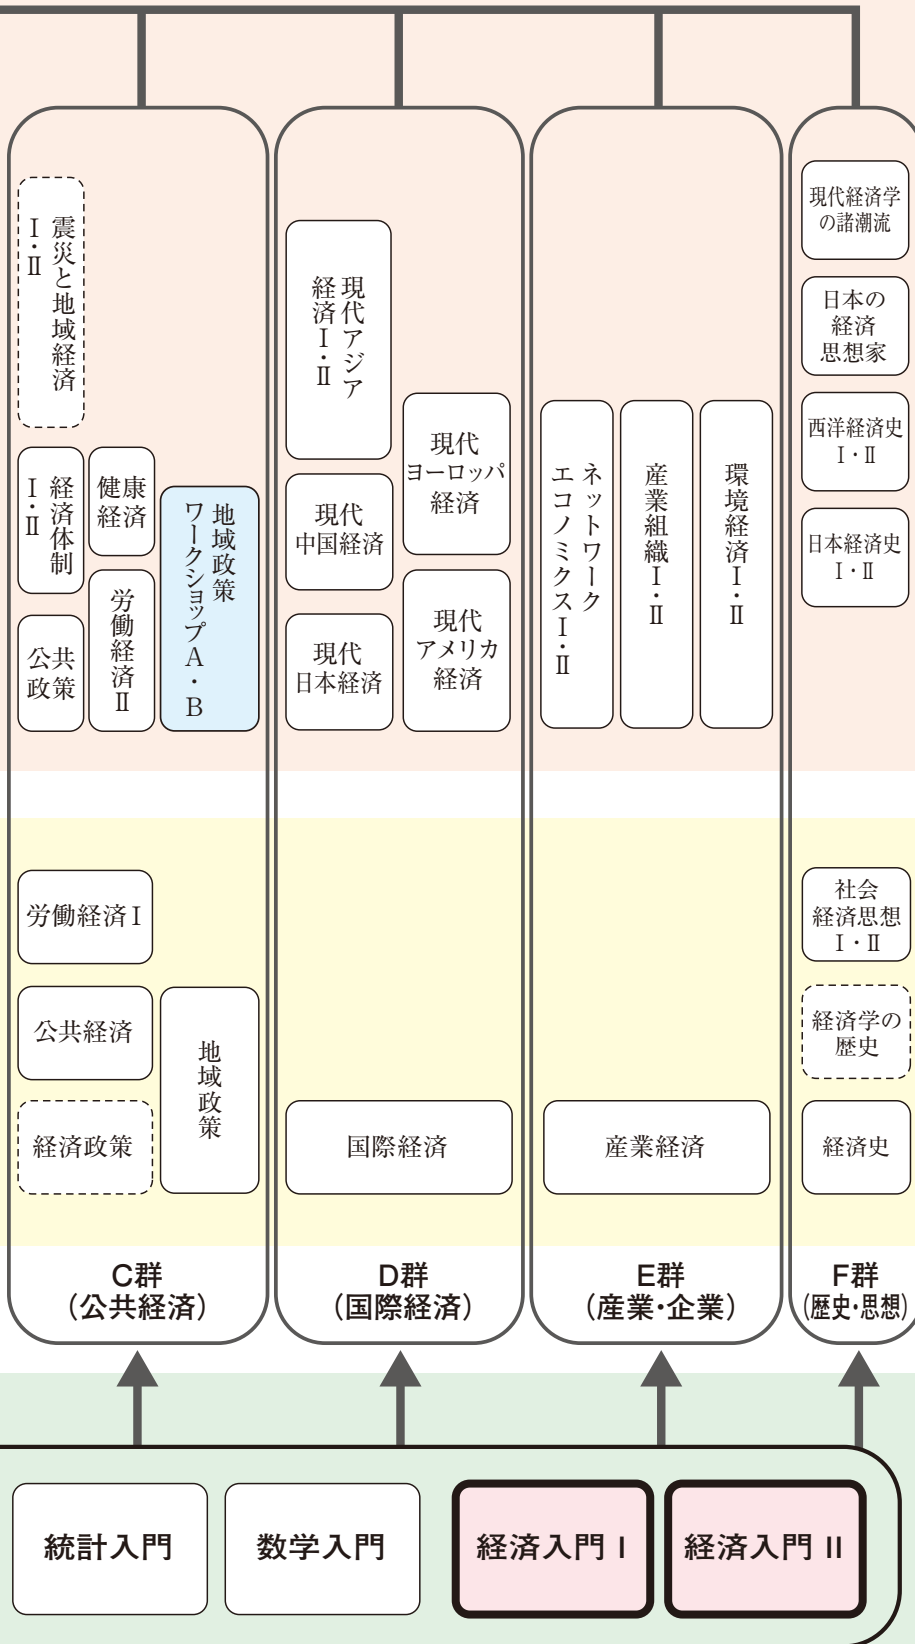 震災と地域経済
Ⅰ・Ⅱ
経済体制
Ⅰ・Ⅱ
健康
経済
公共
政策
労働経済Ⅱ
地域政策
ワークショップA・B
労働経済Ⅰ
公共経済
経済政策
地域政策
C群
(公共経済)
現代アジア
経済Ⅰ・Ⅱ
現代
ヨーロッパ
経済
現代
中国経済
現代
アメリカ
経済
現代
日本経済
国際経済
D群
(国際経済)
ネットワーク
エコノミクスⅠ・Ⅱ
産業組織Ⅰ・Ⅱ
環境経済Ⅰ・Ⅱ
産業経済
E群
(産業・企業)
現代経済学
の諸潮流
日本の
経済
思想家
西洋経済史
Ⅰ・Ⅱ
日本経済史
Ⅰ・Ⅱ
社会
経済思想
Ⅰ・Ⅱ
経済学の
歴史
経済史
F群
(歴史・思想)
統計入門
数学入門
経済入門 I
経済入門 II